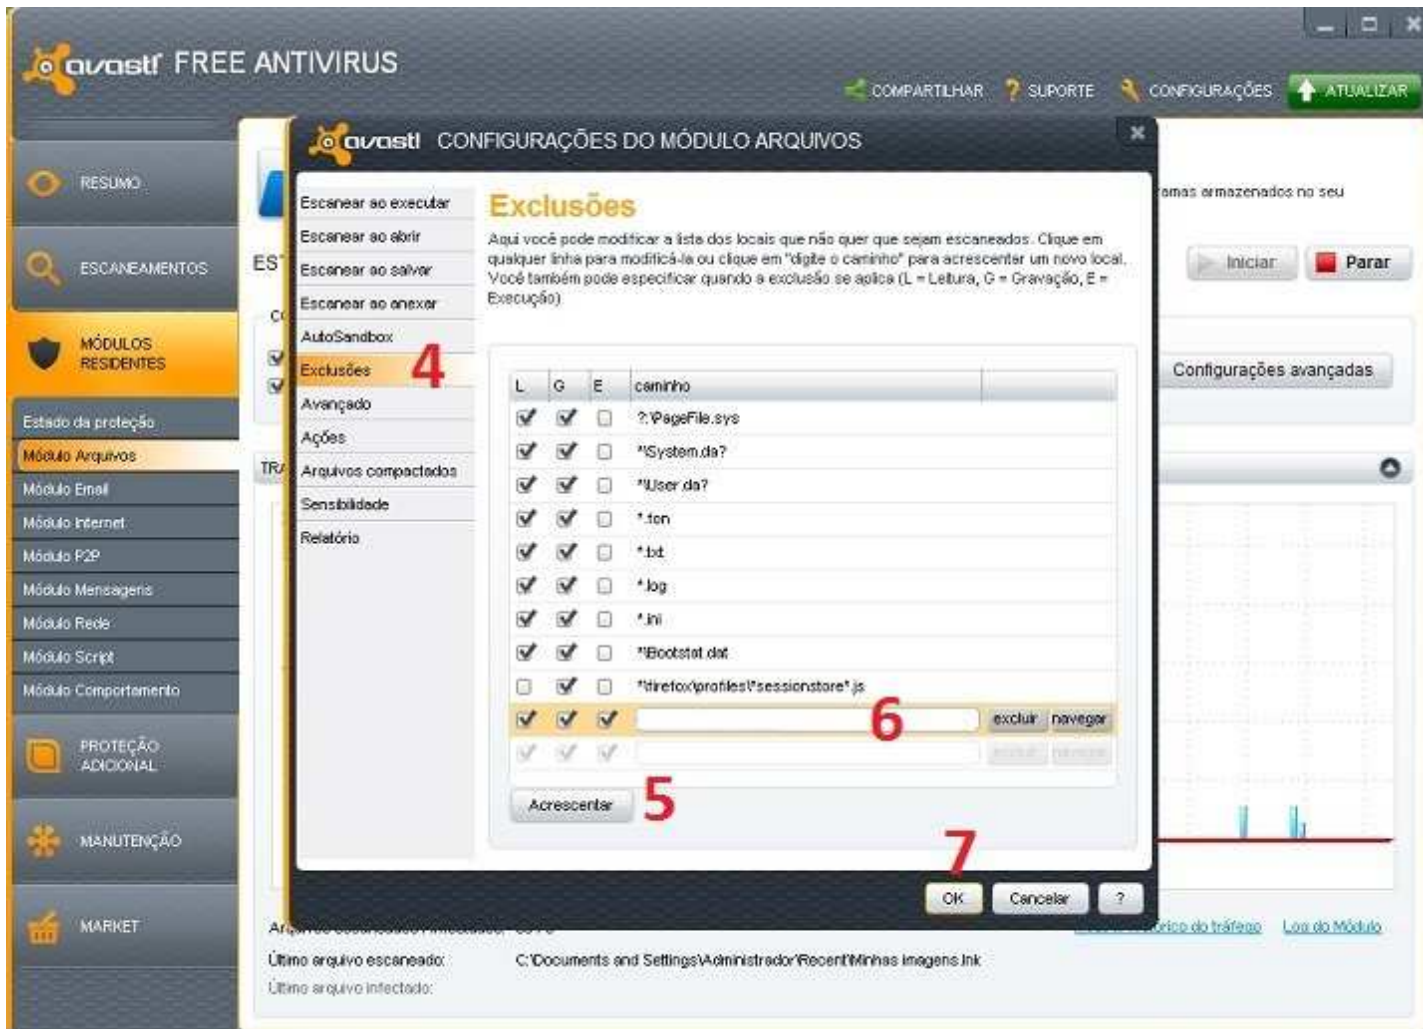 avast! FREE ANTIVIRUS
COMPARTILHAR
SUPORTE
CONFIGURAÇÕES
ATUALIZAR
avast! CONFIGURAÇÕES DO MÓDULO ARQUIVOS
RESUMO
ESCANEAMENTOS
MÓDULOS
RESIDENTES
Estado da proteção
Módulo Arquivos
Módulo Email
Módulo Internet
Módulo P2P
Módulo Mensagens
Módulo Rede
Módulo Script
Módulo Comportamento
PROTEÇÃO
ADICIONAL
MANUTENÇÃO
MARKET
Escanear ao executar
Escanear ao abrir
Escanear ao salvar
Escanear ao anexar
AutoSandbox
Exclusões
4
Avançado
Ações
Arquivos compactados
Sensibilidade
Relatório
Exclusões
Aqui você pode modificar a lista dos locais que não quer que sejam escaneados. Clique em
qualquer linha para modificá-la ou clique em "digite o caminho" para acrescentar um novo local.
Você também pode especificar quando a exclusão se aplica (L = Leitura, G = Gravação, E =
Execução)
L G E caminho
?:\PageFile.sys
*\System.da?
*\User.da?
*.fon
*.txt
*.log
*.ini
*\Bootstat.dat
*\firefox\profiles\*sessionstore*.js
6
excluir navegar
Acrescentar
5
7
OK
Cancelar
?
armazenados no seu
Iniciar
Parar
Configurações avançadas
Último arquivo escaneado: C:\Documents and Settings\Administrador\Recent\Minhas imagens.lnk
Último arquivo infectado:
do tráfego
Log do Módulo